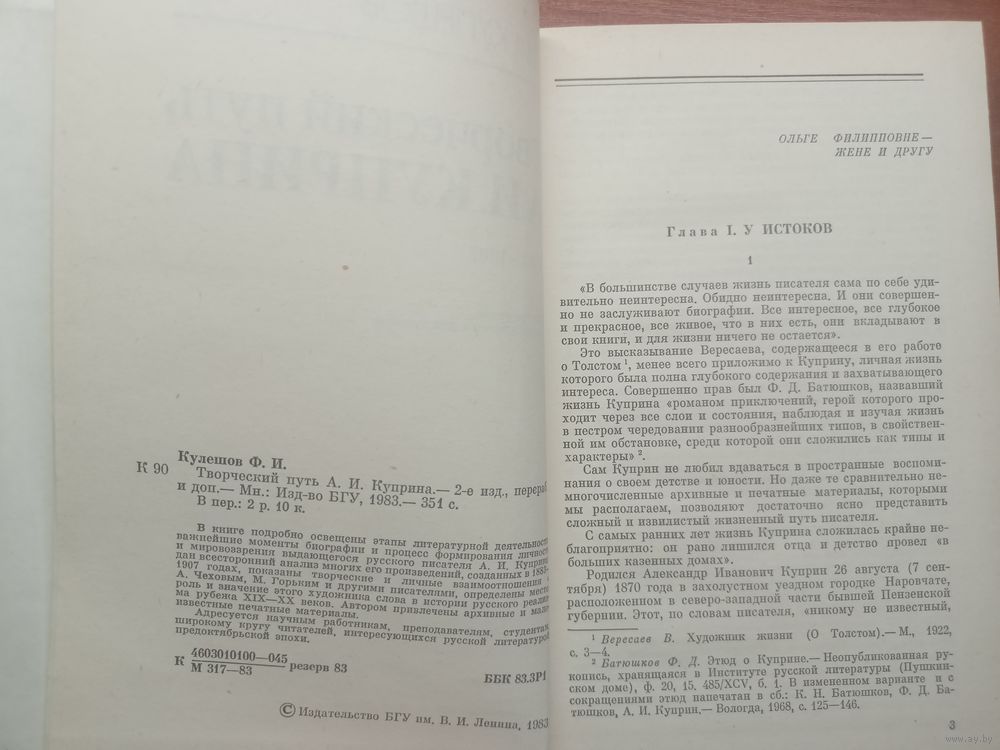 Кулешов Ф. И.
К 90
Творческий путь А. И. Куприна.— 2-е изд., перераб.
и доп.— Мн.: Изд-во БГУ, 1983.— 351 с.
В пер.: 2 р. 10 к.
В книге подробно освещены этапы литературной деятельности,
важнейшие моменты биографии и процесс формирования личности
и мировоззрения выдающегося русского писателя А. И. Куприна,
дан всесторонний анализ многих его произведений, созданных в 1883—
1907 годах, показаны творческие и личные взаимоотношения с
А. Чеховым, М. Горьким и другими писателями, определены место
роль и значение этого художника слова в истории русского реализ
ма рубежа XIX—XX веков. Автором привлечены архивные и мало
известные печатные материалы.
Адресуется научным работникам, преподавателям, студентам,
широкому кругу читателей, интересующихся русской литературой
предоктябрьской эпохи.
К 4603010100—045
М 317—83 резерв 83
ББК 83.3Р1
© Издательство БГУ им. В. И. Ленина, 1983
ОЛЬГЕ ФИЛИППОВНЕ —
ЖЕНЕ И ДРУГУ
Глава I. У ИСТОКОВ
1
«В большинстве случаев жизнь писателя сама по себе уди-
вительно неинтересна. Обидно неинтересна. И они совершен-
но не заслуживают биографии. Все интересное, все глубокое
и прекрасное, все живое, что в них есть, они вкладывают в
свои книги, и для жизни ничего не остается».
Это высказывание Вересаева, содержащееся в его работе
о Толстом ¹, менее всего приложимо к Куприну, личная жизнь
которого была полна глубокого содержания и захватывающего
интереса. Совершенно прав был Ф. Д. Батюшков, назвавший
жизнь Куприна «романом приключений, герой которого про-
ходит через все слои и состояния, наблюдая и изучая жизнь
в пестром чередовании разнообразнейших типов, в свойствен-
ной им обстановке, среди которой они сложились как типы и
характеры» ².
Сам Куприн не любил вдаваться в пространные воспоми-
нания о своем детстве и юности. Но даже те сравнительно не-
многочисленные архивные и печатные материалы, которыми
мы располагаем, позволяют достаточно ясно представить
сложный и извилистый жизненный путь писателя.
С самых ранних лет жизнь Куприна сложилась крайне не-
благоприятно: он рано лишился отца и детство провел «в
больших казенных домах».
Родился Александр Иванович Куприн 26 августа (7 сен-
тября) 1870 года в захолустном уездном городке Наровчате,
расположенном в северо-западной части бывшей Пензенской
губернии. Этот, по словам писателя, «никому не известный,
¹ Вересаев В. Художник жизни (О Толстом).— М., 1922,
с. 3—4.
² Батюшков Ф. Д. Этюд о Куприне.— Неопубликованная ру-
копись, хранящаяся в Институте русской литературы (Пушкин-
ском доме), ф. 20, 15. 485/XCV, б. 1. В измененном варианте и с
сокращениями этюд напечатан в сб.: К. Н. Батюшков, Ф. Д. Ба-
тюшков, А. И. Куприн.— Вологда, 1968, с. 125—146.
3
www.ay.by